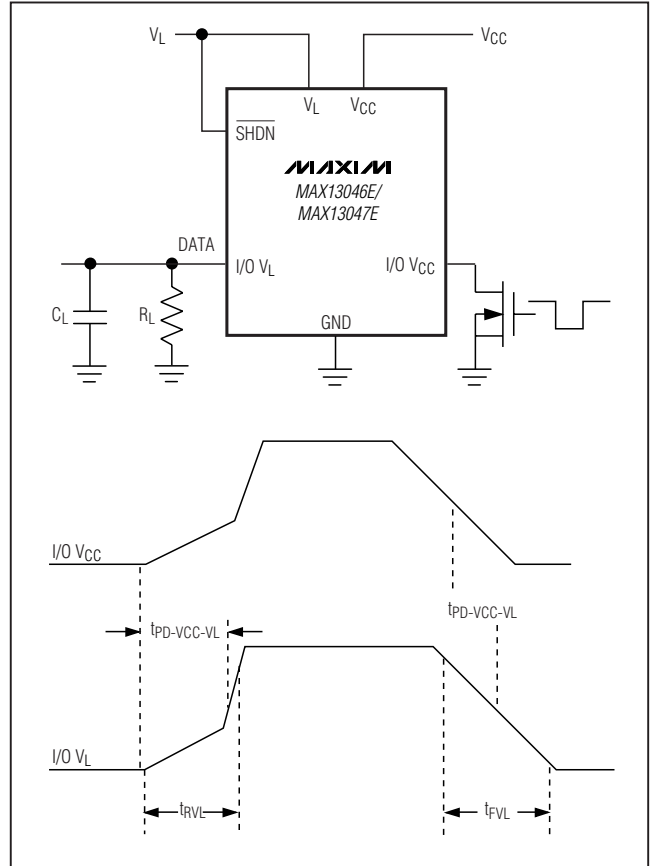 VL
VCC
VL VCC
SHDN
MAXIM
MAX13046E/
MAX13047E
DATA
I/O VL I/O VCC
CL RL
GND
I/O VCC
tPD-VCC-VL
tPD-VCC-VL
I/O VL
tRVL
tFVL